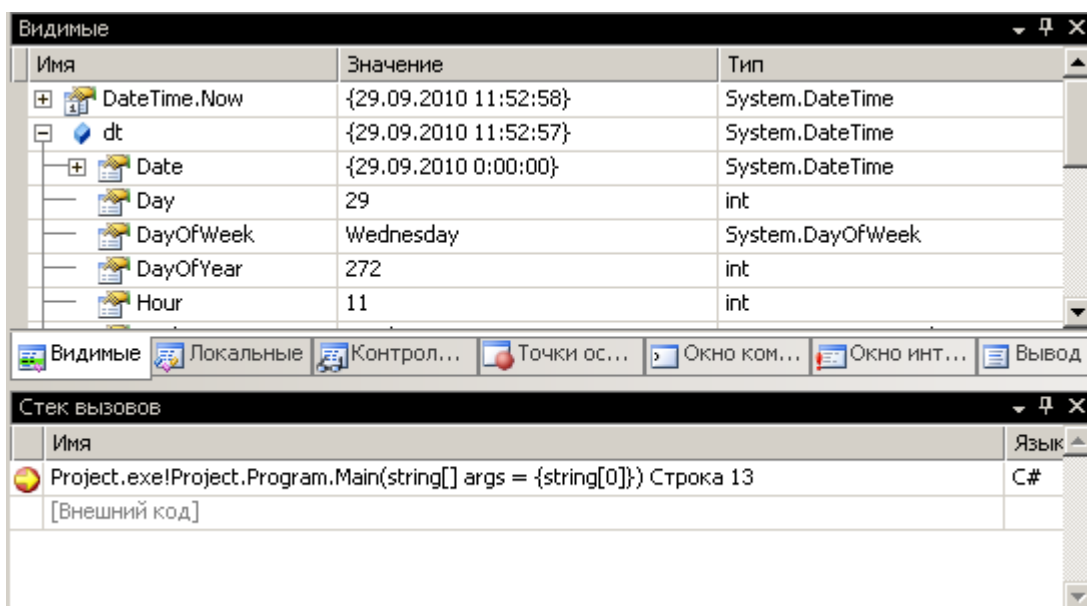 Видимые
Имя Значение Тип
DateTime.Now {29.09.2010 11:52:58} System.DateTime
dt {29.09.2010 11:52:57} System.DateTime
Date {29.09.2010 0:00:00} System.DateTime
Day 29 int
DayOfWeek Wednesday System.DayOfWeek
DayOfYear 272 int
Hour 11 int
Видимые Локальные Контрол... Точки ос... Окно ком... Окно инт... Вывод
Стек вызовов
Имя Язык
Project.exe!Project.Program.Main(string[] args = {string[0]}) Строка 13 C#
[Внешний код]